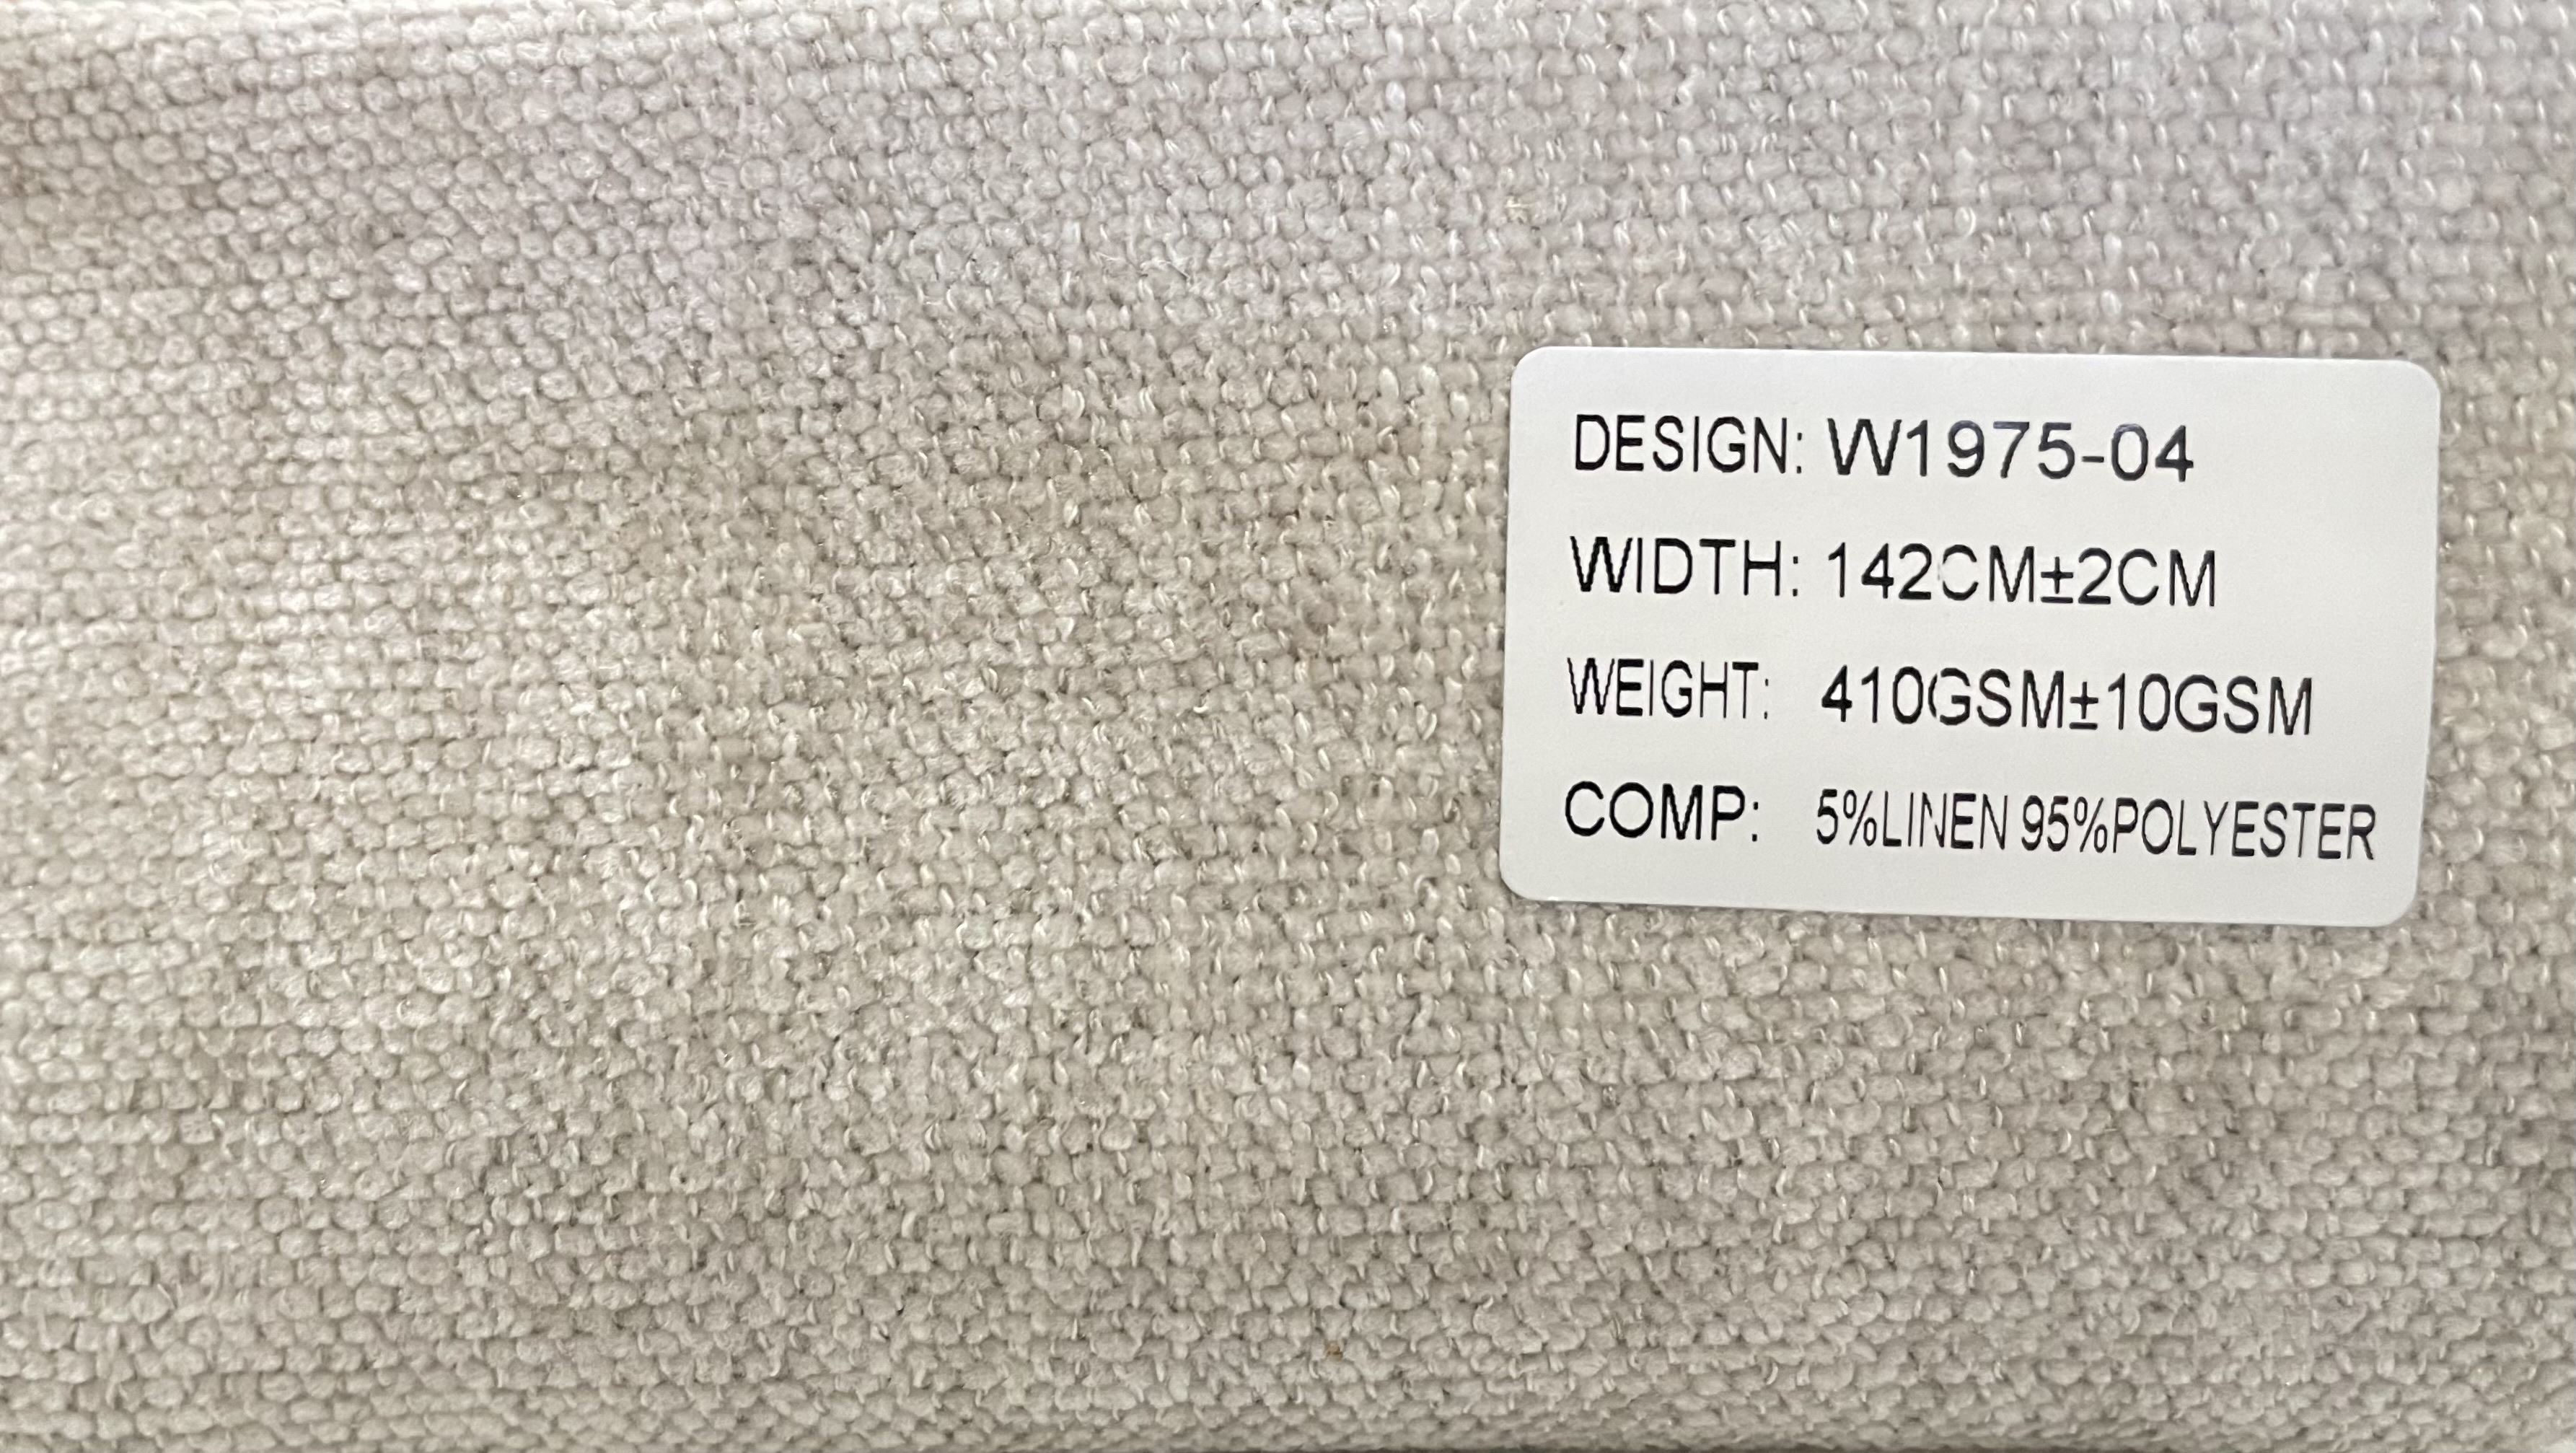 DESIGN: W1975-04
WIDTH: 142CM±2CM
WEIGHT: 410GSM±10GSM
COMP: 5%LINEN 95%POLYESTER